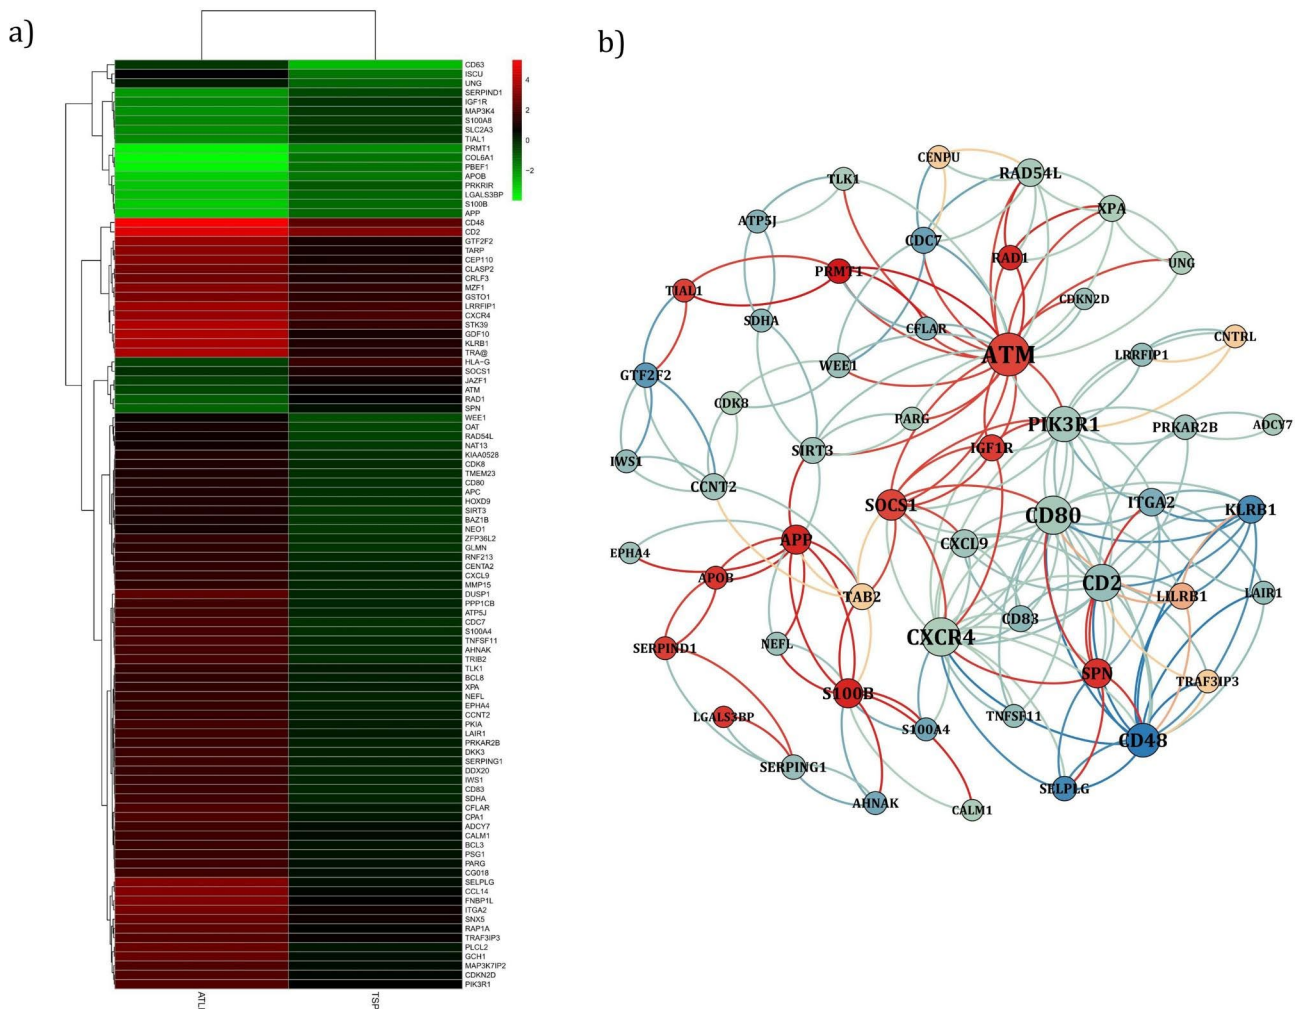 a)
CD63
ISCU
UNG
SERPIND1
IGF1R
MAP3K4
S100A8
SLC2A3
TIAL1
PRMT1
COL6A1
PBEF1
APOB
PRKRIR
LGALS3BP
S100B
APP
CD48
CD2
GTF2F2
TARP
CEP110
CLASP2
CRLF3
MZF1
GSTO1
LRRFIP1
CXCR4
STK39
GDF10
KLRB1
TRA@
HLA-G
SOCS1
JAZF1
ATM
RAD1
SPN
WEE1
OAT
RAD54L
NAT13
KIAA0528
CDK8
TMEM23
CD80
APC
HOXD9
SIRT3
BAZ1B
NEO1
ZFP36L2
GLMN
RNF213
CENTA2
CXCL9
MMP15
DUSP1
PPP1CB
ATP5J
CDC7
S100A4
TNFSF11
AHNAK
TRIB2
TLK1
BCL8
XPA
NEFL
EPHA4
CCNT2
PKIA
LAIR1
PRKAR2B
DKK3
SERPING1
DDX20
IWS1
CD83
SDHA
CFLAR
CPA1
ADCY7
CALM1
BCL3
PSG1
PARG
CG018
SELPLG
CCL14
FNBP1L
ITGA2
SNX5
RAP1A
TRAF3IP3
PLCL2
GCH1
MAP3K7IP2
CDKN2D
PIK3R1
4
2
0
−2
b)
CENPU
RAD54L
TLK1
XPA
ATP5J
CDC7
RAD1
UNG
PRMT1
TIAL1
CDKN2D
SDHA
CFLAR
CNTRL
ATM
LRRFIP1
WEE1
GTF2F2
CDK8
PARG
PIK3R1
PRKAR2B
ADCY7
SIRT3
IGF1R
IWS1
CCNT2
SOCS1
CD80
ITGA2
KLRB1
APP
CXCL9
EPHA4
APOB
CD2
TAB2
LILRB1
LAIR1
CD83
CXCR4
SERPIND1
NEFL
SPN
TRAF3IP3
S100B
LGALS3BP
S100A4
TNFSF11
CD48
SERPING1
SELPLG
AHNAK
CALM1